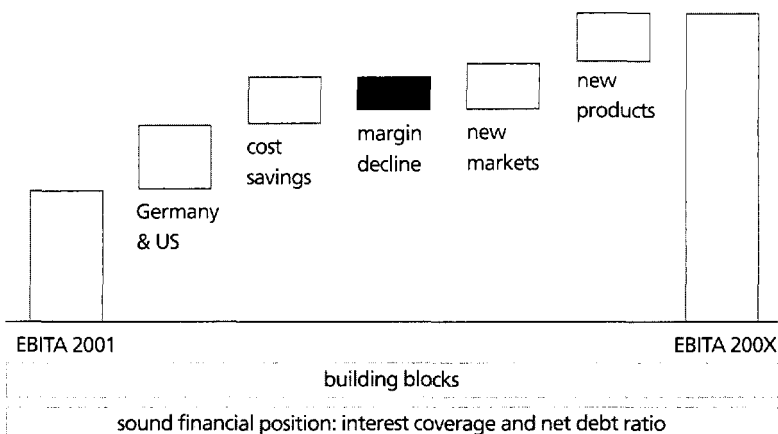 new
products
cost
savings
margin
decline
new
markets
Germany
& US
EBITA 2001
EBITA 200X
building blocks
sound financial position: interest coverage and net debt ratio